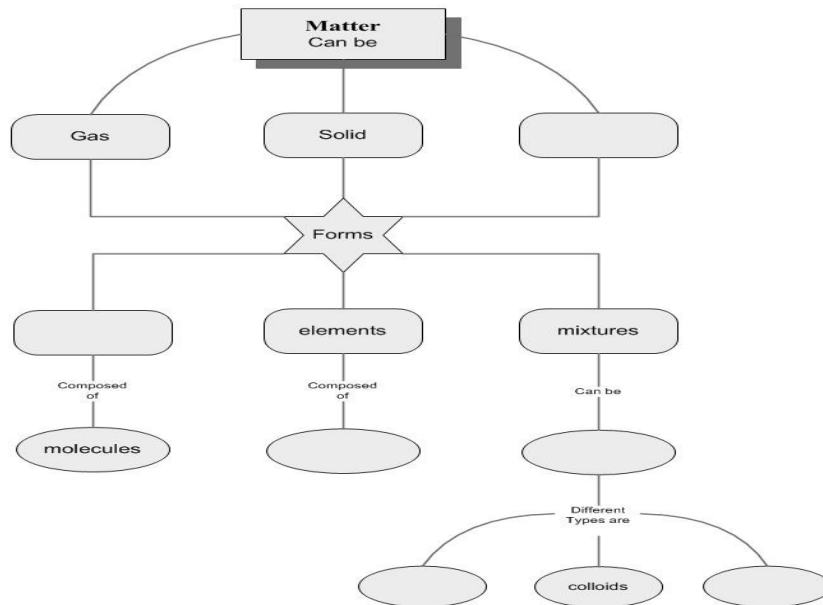 Matter
Can be
Gas
Solid
Forms
elements
mixtures
Composed
of
Composed
of
Can be
molecules
Different
Types are
colloids